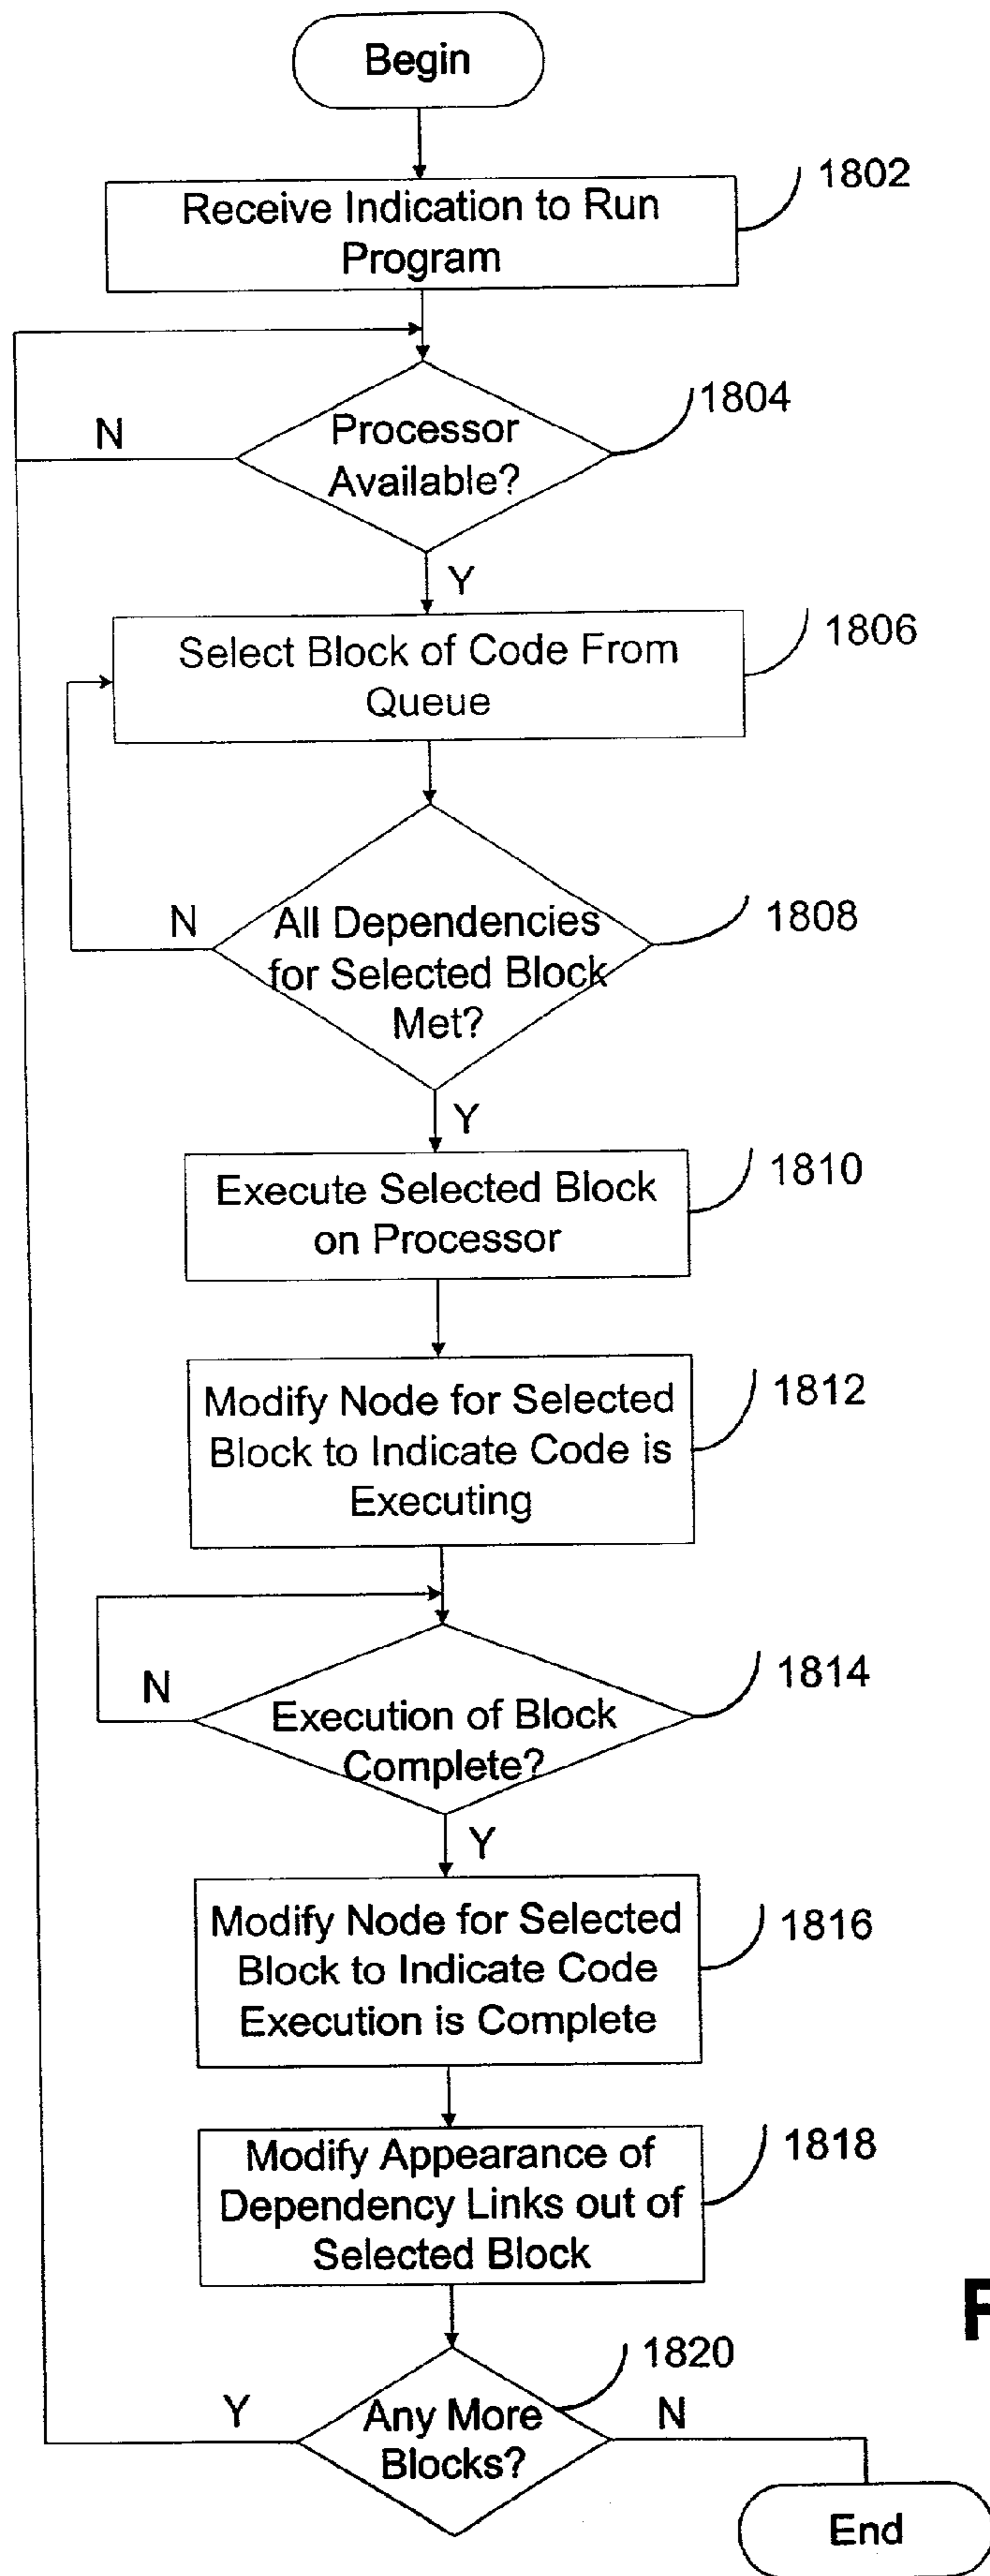 Begin
1802
Receive Indication to Run
Program
1804
Processor
Available?
N
Y
1806
Select Block of Code From
Queue
1808
All Dependencies
for Selected Block
Met?
N
Y
1810
Execute Selected Block
on Processor
1812
Modify Node for Selected
Block to Indicate Code is
Executing
1814
Execution of Block
Complete?
N
Y
1816
Modify Node for Selected
Block to Indicate Code
Execution is Complete
1818
Modify Appearance of
Dependency Links out of
Selected Block
1820
Any More
Blocks?
Y
N
End